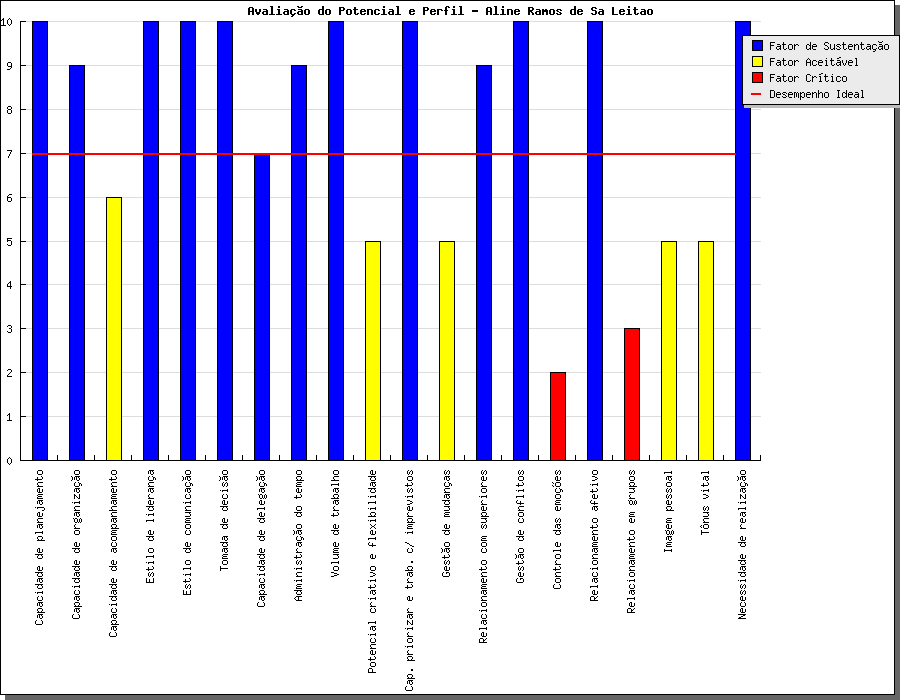 Avaliação do Potencial e Perfil - Aline Ramos de Sa Leitao
10
9
8
7
6
5
4
3
2
1
0
Fator de Sustentação
Fator Aceitável
Fator Crítico
Desempenho Ideal
Capacidade de planejamento
Capacidade de organização
Capacidade de acompanhamento
Estilo de liderança
Estilo de comunicação
Tomada de decisão
Capacidade de delegação
Administração do tempo
Volume de trabalho
Potencial criativo e flexibilidade
Cap. priorizar e trab. c/ imprevistos
Gestão de mudanças
Relacionamento com superiores
Gestão de conflitos
Controle das emoções
Relacionamento afetivo
Relacionamento em grupos
Imagem pessoal
Tônus vital
Necessidade de realização